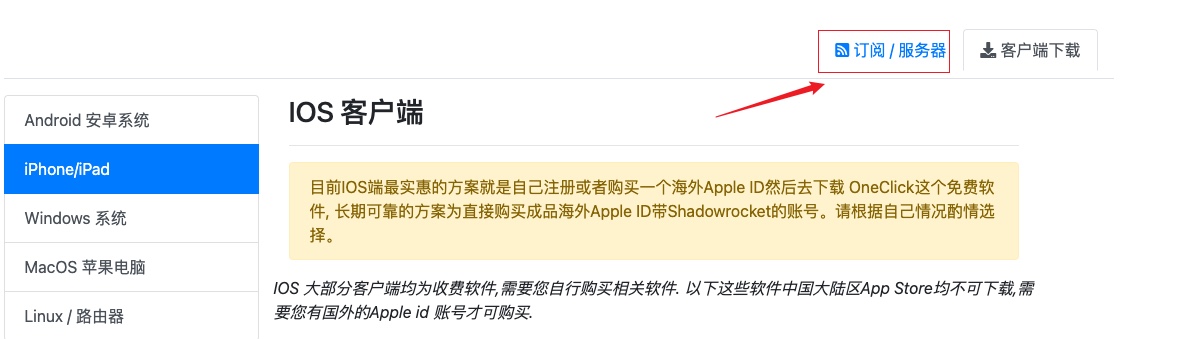 订阅 / 服务器
客户端下载
Android 安卓系统
iPhone/iPad
Windows 系统
MacOS 苹果电脑
Linux / 路由器
IOS 客户端
目前IOS端最实惠的方案就是自己注册或者购买一个海外Apple ID然后去下载 OneClick这个免费软
件, 长期可靠的方案为直接购买成品海外Apple ID带Shadowrocket的账号。请根据自己情况酌情选
择。
IOS 大部分客户端均为收费软件,需要您自行购买相关软件. 以下这些软件中国大陆区App Store均不可下载,需
要您有国外的Apple id 账号才可购买.